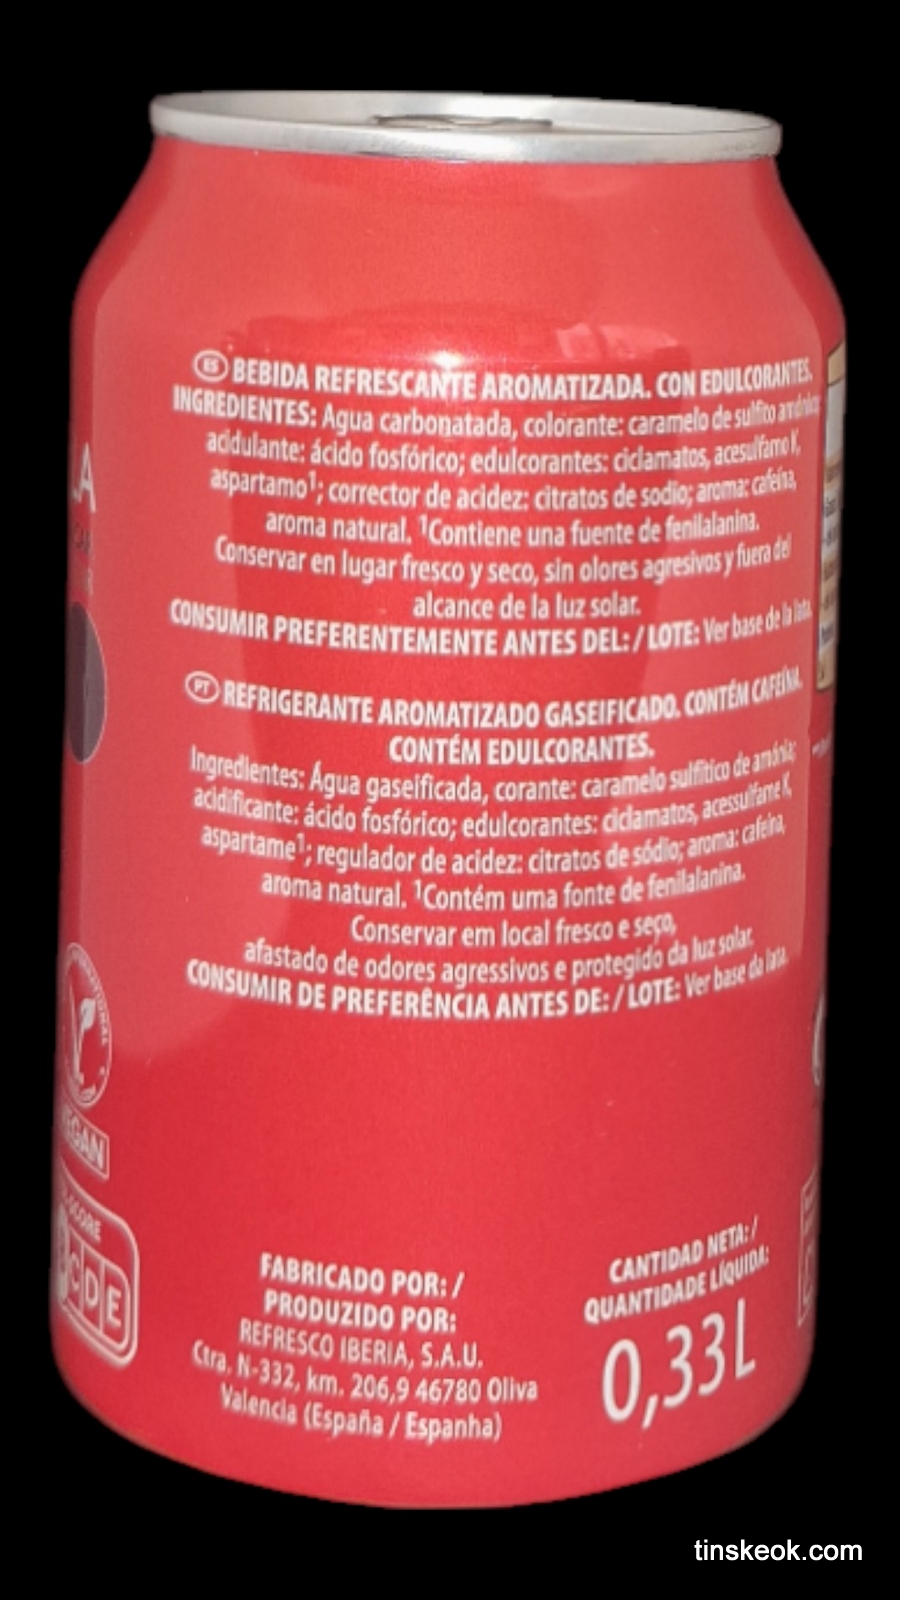 ES BEBIDA REFRESCANTE AROMATIZADA. CON EDULCORANTES.
INGREDIENTES: Agua carbonatada, colorante: caramelo de sulfito amónico;
acidulante: ácido fosfórico; edulcorantes: ciclamatos, acesulfamo K,
aspartamo¹; corrector de acidez: citratos de sodio; aroma: cafeína,
aroma natural. ¹Contiene una fuente de fenilalanina.
Conservar en lugar fresco y seco, sin olores agresivos y fuera del
alcance de la luz solar.
CONSUMIR PREFERENTEMENTE ANTES DEL: / LOTE: Ver base de la lata.
PT REFRIGERANTE AROMATIZADO GASEIFICADO. CONTÉM CAFEÍNA.
CONTÉM EDULCORANTES.
Ingredientes: Água gaseificada, corante: caramelo sulfítico de amónia;
acidificante: ácido fosfórico; edulcorantes: ciclamatos, acessulfame K,
aspartame¹; regulador de acidez: citratos de sódio; aroma: cafeína,
aroma natural. ¹Contém uma fonte de fenilalanina.
Conservar em local fresco e seco,
afastado de odores agressivos e protegido da luz solar.
CONSUMIR DE PREFERÊNCIA ANTES DE: / LOTE: Ver base da lata.
VEGAN
SCORE
C D E
FABRICADO POR: /
PRODUZIDO POR:
REFRESCO IBERIA, S.A.U.
Ctra. N-332, km. 206,9 46780 Oliva
Valencia (España / Espanha)
CANTIDAD NETA: /
QUANTIDADE LÍQUIDA:
0,33L
tinskeok.com